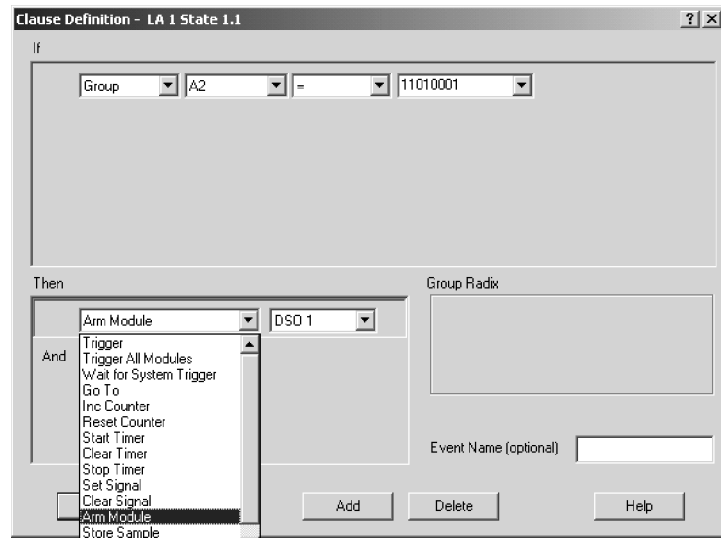 Clause Definition - LA 1 State 1.1
If
Group A2 = 11010001
Then
Group Radix
Arm Module DSO 1
And
Trigger
Trigger All Modules
Wait for System Trigger
Go To
Inc Counter
Reset Counter
Start Timer
Clear Timer
Stop Timer
Set Signal
Clear Signal
Arm Module
Store Sample
Event Name (optional)
Add Delete Help